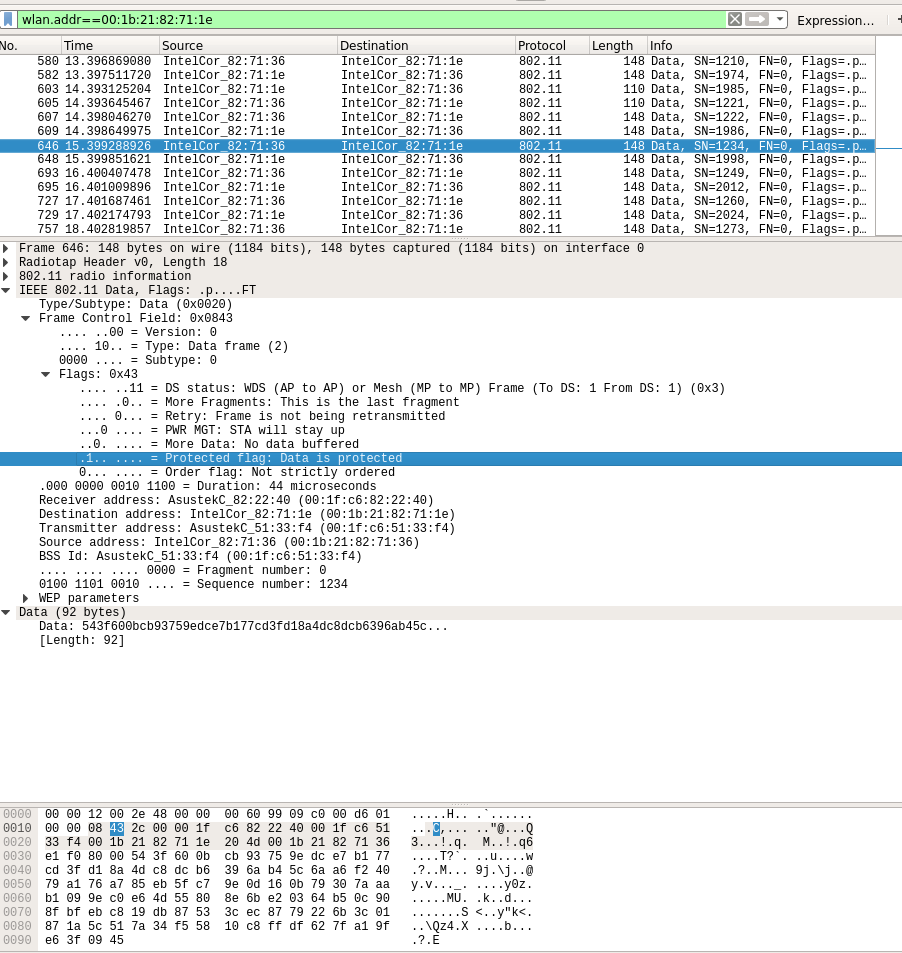 wlan.addr==00:1b:21:82:71:1e Expression… +
No. Time Source Destination Protocol Length Info
580 13.396869080 IntelCor_82:71:36 IntelCor_82:71:1e 802.11 148 Data, SN=1210, FN=0, Flags=.p…
582 13.397511720 IntelCor_82:71:1e IntelCor_82:71:36 802.11 148 Data, SN=1974, FN=0, Flags=.p…
603 14.393125204 IntelCor_82:71:1e IntelCor_82:71:36 802.11 110 Data, SN=1985, FN=0, Flags=.p…
605 14.393645467 IntelCor_82:71:36 IntelCor_82:71:1e 802.11 110 Data, SN=1221, FN=0, Flags=.p…
607 14.398046270 IntelCor_82:71:36 IntelCor_82:71:1e 802.11 148 Data, SN=1222, FN=0, Flags=.p…
609 14.398649975 IntelCor_82:71:1e IntelCor_82:71:36 802.11 148 Data, SN=1986, FN=0, Flags=.p…
646 15.399288926 IntelCor_82:71:36 IntelCor_82:71:1e 802.11 148 Data, SN=1234, FN=0, Flags=.p…
648 15.399851621 IntelCor_82:71:1e IntelCor_82:71:36 802.11 148 Data, SN=1998, FN=0, Flags=.p…
693 16.400407478 IntelCor_82:71:36 IntelCor_82:71:1e 802.11 148 Data, SN=1249, FN=0, Flags=.p…
695 16.401009896 IntelCor_82:71:1e IntelCor_82:71:36 802.11 148 Data, SN=2012, FN=0, Flags=.p…
727 17.401687461 IntelCor_82:71:36 IntelCor_82:71:1e 802.11 148 Data, SN=1260, FN=0, Flags=.p…
729 17.402174793 IntelCor_82:71:1e IntelCor_82:71:36 802.11 148 Data, SN=2024, FN=0, Flags=.p…
757 18.402819857 IntelCor_82:71:36 IntelCor_82:71:1e 802.11 148 Data, SN=1273, FN=0, Flags=.p…
Frame 646: 148 bytes on wire (1184 bits), 148 bytes captured (1184 bits) on interface 0
Radiotap Header v0, Length 18
802.11 radio information
IEEE 802.11 Data, Flags: .p....FT
Type/Subtype: Data (0x0020)
Frame Control Field: 0x0843
.... ..00 = Version: 0
.... 10.. = Type: Data frame (2)
0000 .... = Subtype: 0
Flags: 0x43
.... ..11 = DS status: WDS (AP to AP) or Mesh (MP to MP) Frame (To DS: 1 From DS: 1) (0x3)
.... .0.. = More Fragments: This is the last fragment
.... 0... = Retry: Frame is not being retransmitted
...0 .... = PWR MGT: STA will stay up
..0. .... = More Data: No data buffered
.1.. .... = Protected flag: Data is protected
0... .... = Order flag: Not strictly ordered
.000 0000 0010 1100 = Duration: 44 microseconds
Receiver address: AsustekC_82:22:40 (00:1f:c6:82:22:40)
Destination address: IntelCor_82:71:1e (00:1b:21:82:71:1e)
Transmitter address: AsustekC_51:33:f4 (00:1f:c6:51:33:f4)
Source address: IntelCor_82:71:36 (00:1b:21:82:71:36)
BSS Id: AsustekC_51:33:f4 (00:1f:c6:51:33:f4)
.... .... .... 0000 = Fragment number: 0
0100 1101 0010 .... = Sequence number: 1234
WEP parameters
Data (92 bytes)
Data: 543f600bcb93759edce7b177cd3fd18a4dc8dcb6396ab45c...
[Length: 92]
0000 00 00 12 00 2e 48 00 00 00 60 99 09 c0 00 d6 01 .....H.. .`......
0010 00 00 08 43 2c 00 00 1f c6 82 22 40 00 1f c6 51 ...C,... .."@...Q
0020 33 f4 00 1b 21 82 71 1e 20 4d 00 1b 21 82 71 36 3...!.q. M..!.q6
0030 e1 f0 80 00 54 3f 60 0b cb 93 75 9e dc e7 b1 77 ....T?`. ..u....w
0040 cd 3f d1 8a 4d c8 dc b6 39 6a b4 5c 6a a6 f2 40 .?..M... 9j.\j..@
0050 79 a1 76 a7 85 eb 5f c7 9e 0d 16 0b 79 30 7a aa y.v..._. ....y0z.
0060 b1 09 9e c0 e6 4d 55 80 8e 6b e2 03 64 b5 0c 90 .....MU. .k..d...
0070 8f bf eb c8 19 db 87 53 3c ec 87 79 22 6b 3c 01 .......S <..y"k<.
0080 87 1a 5c 51 7a 34 f5 58 10 c8 ff df 62 7f a1 9f ..\Qz4.X ....b...
0090 e6 3f 09 45 .?.E